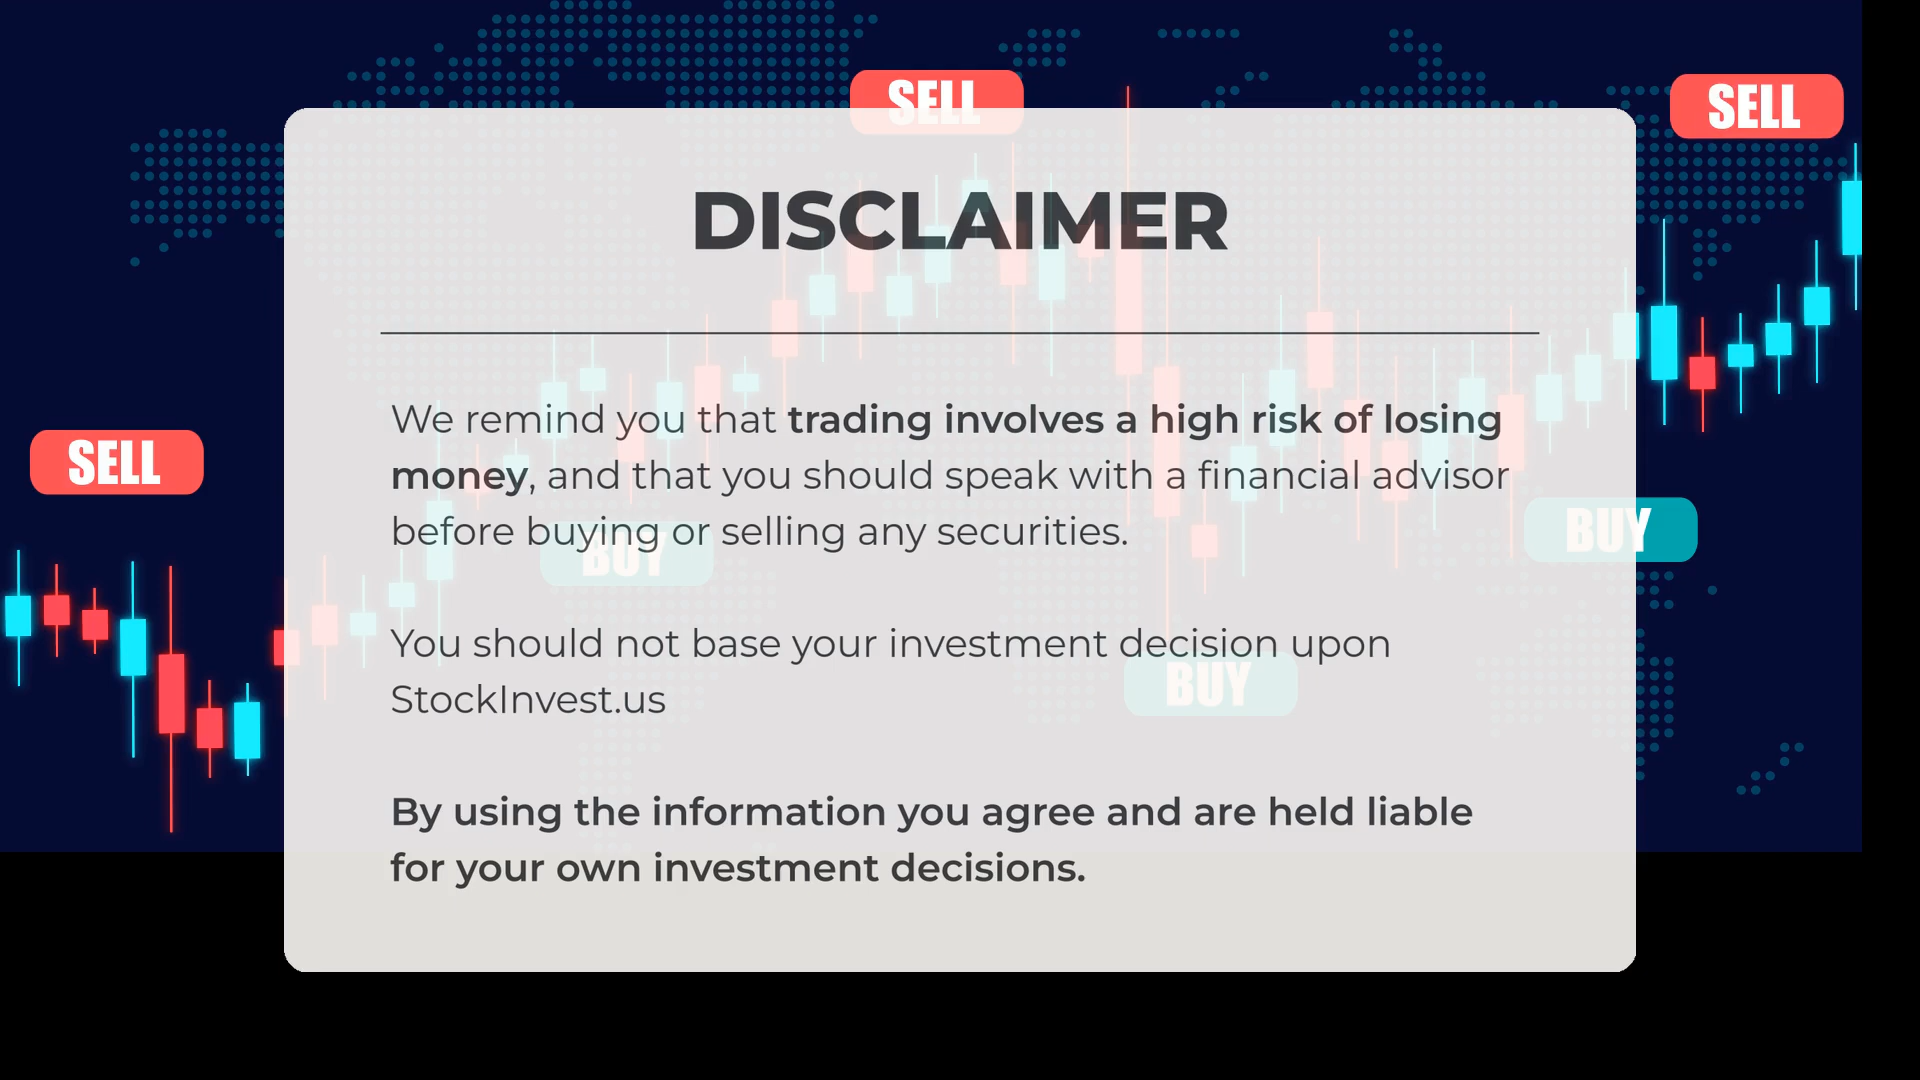 SELL
SELL
DISCLAIMER
We remind you that trading involves a high risk of losing
money, and that you should speak with a financial advisor
before buying or selling any securities.
SELL
BUY
BUY
You should not base your investment decision upon
StockInvest.us
BUY
By using the information you agree and are held liable
for your own investment decisions.